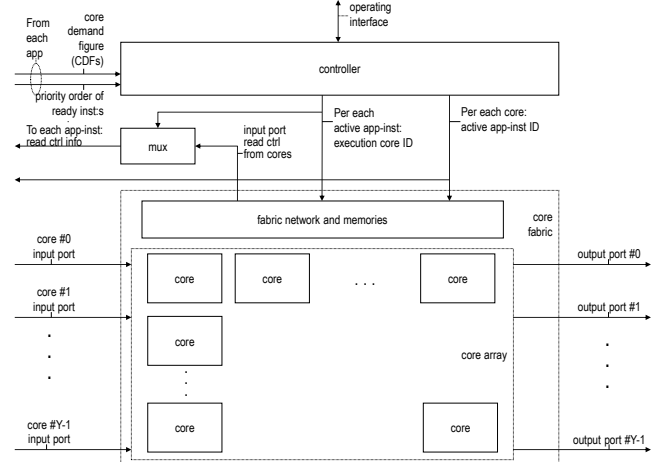 From
each
app
core
demand
figure
(CDFs)
operating
interface
controller
priority order of
ready inst:s
To each app-inst:
read ctrl info
mux
input port
read ctrl
from cores
Per each
active app-inst:
execution core ID
Per each core:
active app-inst ID
fabric network and memories
core
fabric
core #0
input port
core
core
. . .
core
output port #0
core #1
input port
core
output port #1
.
.
.
core array
.
.
.
.
.
.
core #Y-1
input port
core
core
output port #Y-1